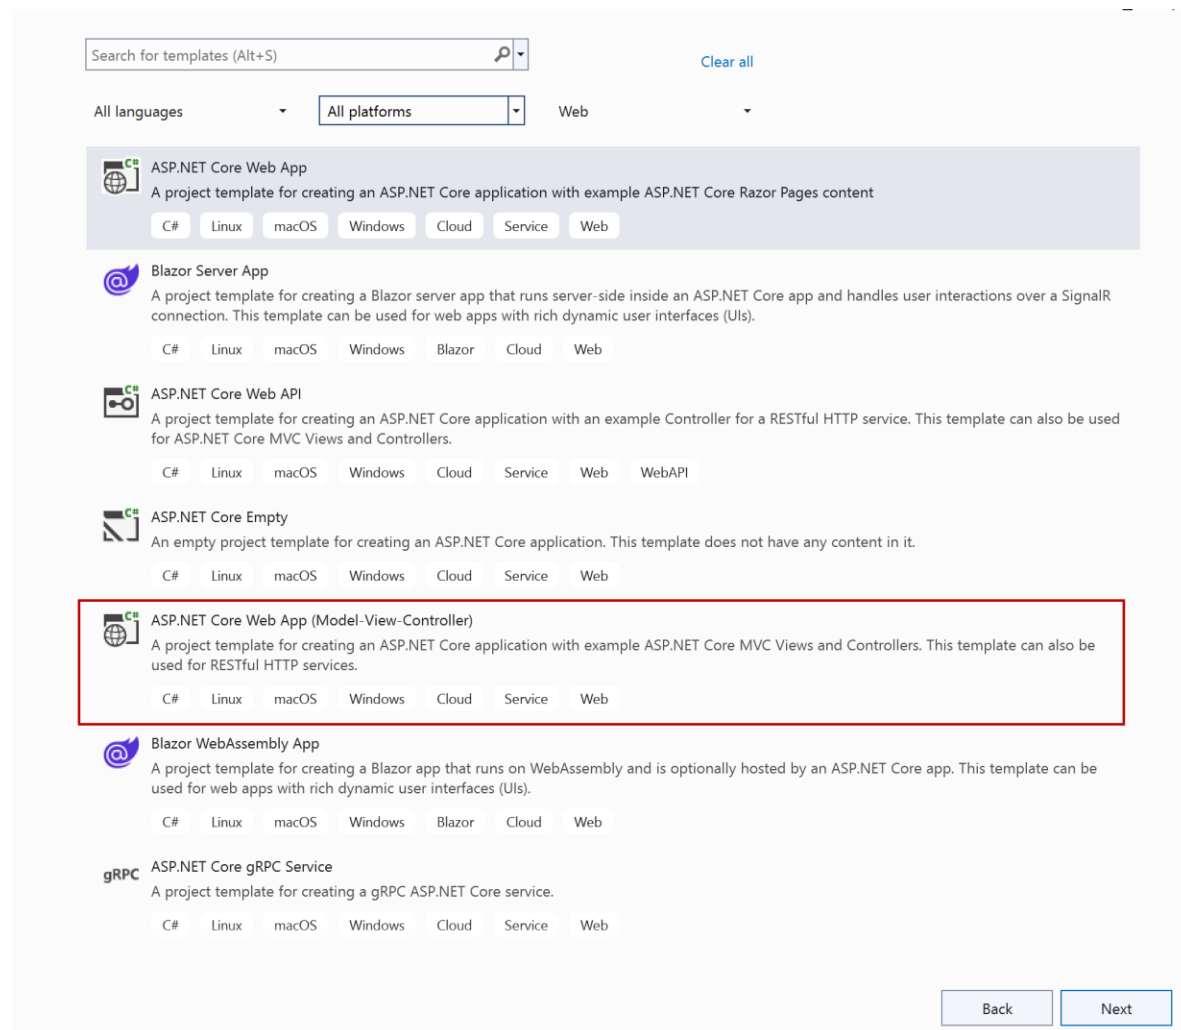 Search for templates (Alt+S)
Clear all
All languages
All platforms
Web
C#
ASP.NET Core Web App
A project template for creating an ASP.NET Core application with example ASP.NET Core Razor Pages content
C# Linux macOS Windows Cloud Service Web
@
Blazor Server App
A project template for creating a Blazor server app that runs server-side inside an ASP.NET Core app and handles user interactions over a SignalR
connection. This template can be used for web apps with rich dynamic user interfaces (UIs).
C# Linux macOS Windows Blazor Cloud Web
C#
ASP.NET Core Web API
A project template for creating an ASP.NET Core application with an example Controller for a RESTful HTTP service. This template can also be used
for ASP.NET Core MVC Views and Controllers.
C# Linux macOS Windows Cloud Service Web WebAPI
C#
ASP.NET Core Empty
An empty project template for creating an ASP.NET Core application. This template does not have any content in it.
C# Linux macOS Windows Cloud Service Web
C#
ASP.NET Core Web App (Model-View-Controller)
A project template for creating an ASP.NET Core application with example ASP.NET Core MVC Views and Controllers. This template can also be
used for RESTful HTTP services.
C# Linux macOS Windows Cloud Service Web
@
Blazor WebAssembly App
A project template for creating a Blazor app that runs on WebAssembly and is optionally hosted by an ASP.NET Core app. This template can be
used for web apps with rich dynamic user interfaces (UIs).
C# Linux macOS Windows Blazor Cloud Web
gRPC
ASP.NET Core gRPC Service
A project template for creating a gRPC ASP.NET Core service.
C# Linux macOS Windows Cloud Service Web
Back
Next